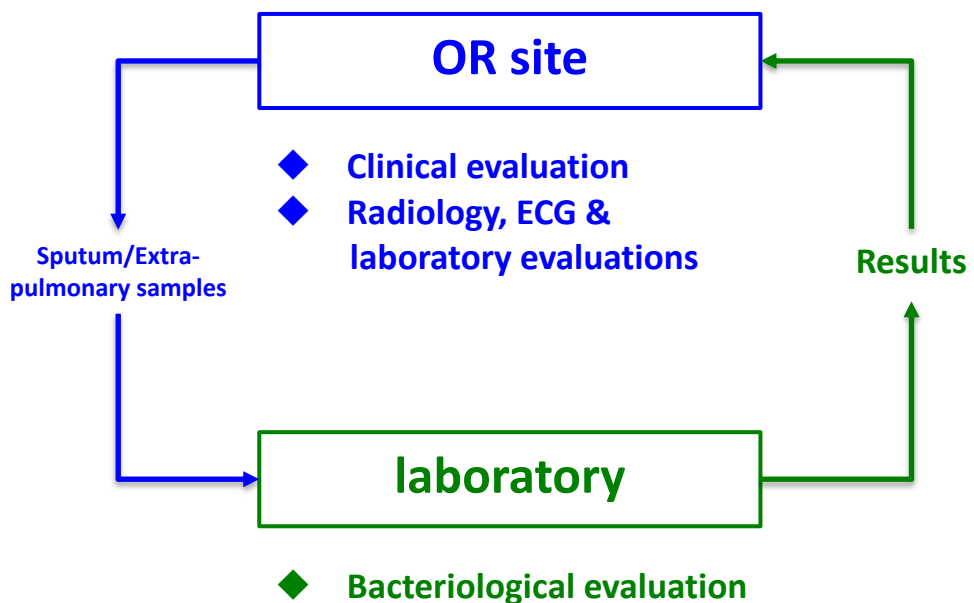 OR site
◆ Clinical evaluation
◆ Radiology, ECG &
laboratory evaluations
Sputum/Extra-
pulmonary samples
Results
laboratory
◆ Bacteriological evaluation